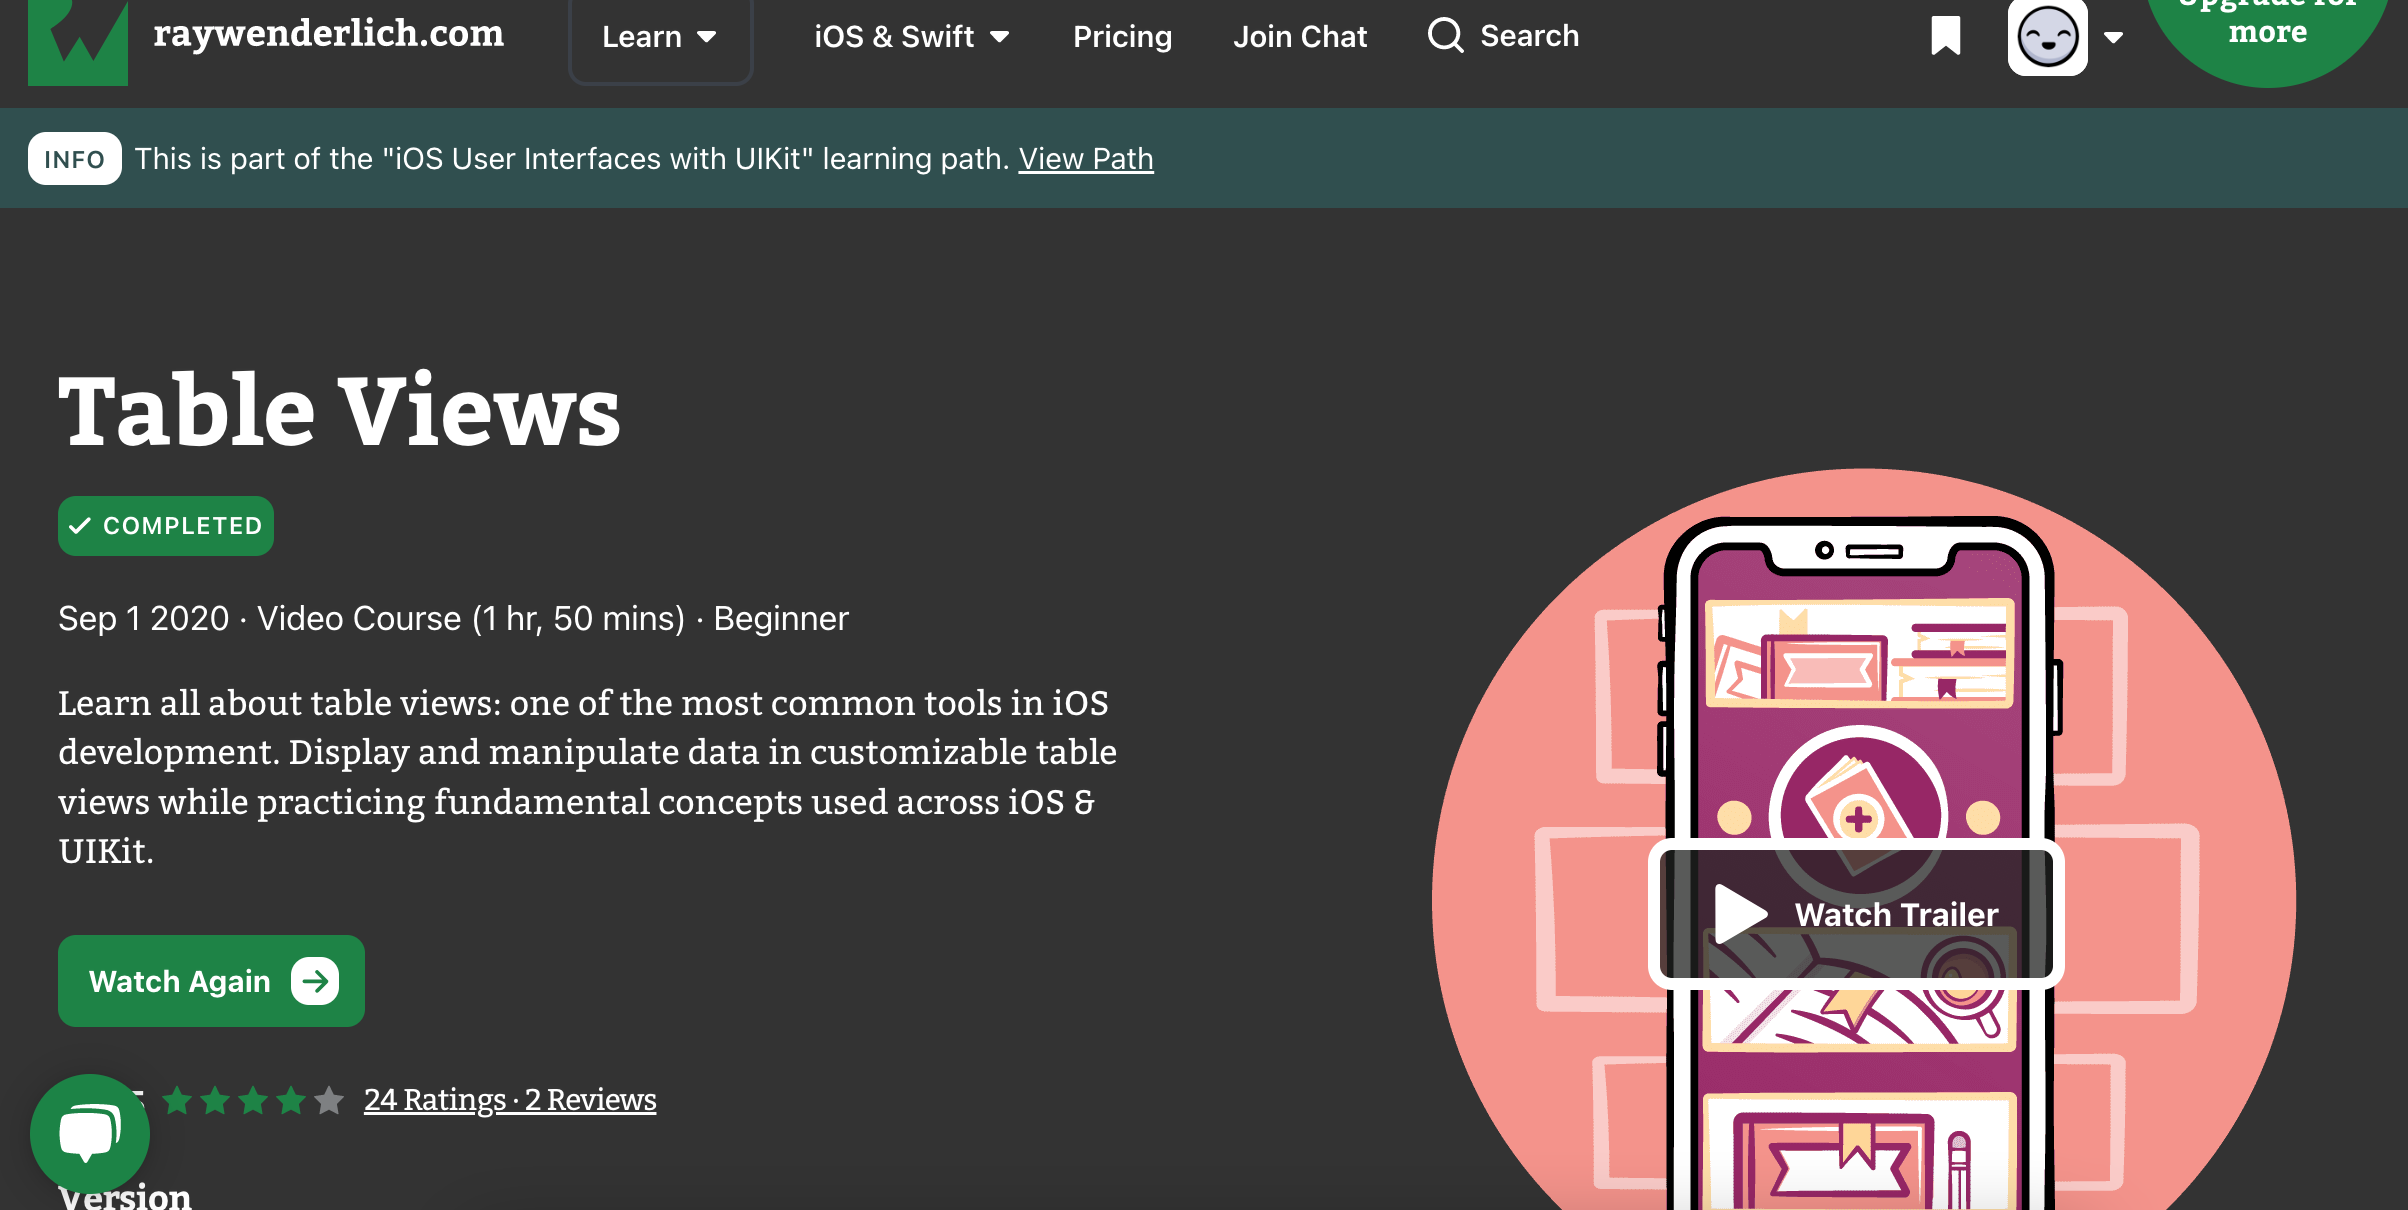 raywenderlich.com
Learn
iOS & Swift
Pricing
Join Chat
Search
Upgrade for
more
INFO This is part of the "iOS User Interfaces with UIKit" learning path. View Path
Table Views
COMPLETED
Sep 1 2020 · Video Course (1 hr, 50 mins) · Beginner
Learn all about table views: one of the most common tools in iOS
development. Display and manipulate data in customizable table
views while practicing fundamental concepts used across iOS &
UIKit.
Watch Again
Watch Trailer
24 Ratings · 2 Reviews
Version